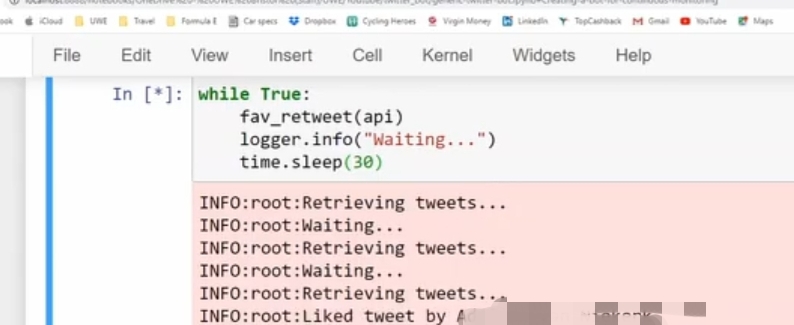 iCloud UWE Travel Formula E Car specs Dropbox Cycling Heroes Virgin Money LinkedIn TopCashback Gmail YouTube Maps
File Edit View Insert Cell Kernel Widgets Help
In [*]: while True:
fav_retweet(api)
logger.info("Waiting...")
time.sleep(30)
INFO:root:Retrieving tweets...
INFO:root:Waiting...
INFO:root:Retrieving tweets...
INFO:root:Waiting...
INFO:root:Retrieving tweets...
INFO:root:Liked tweet by